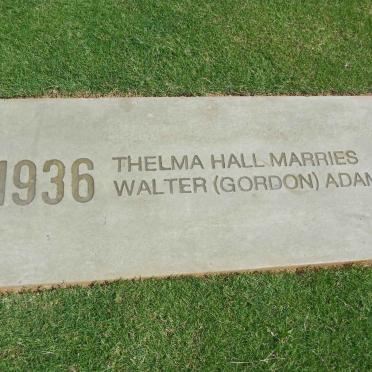 1936
THELMA HALL MARRIES
WALTER (GORDON) ADAM